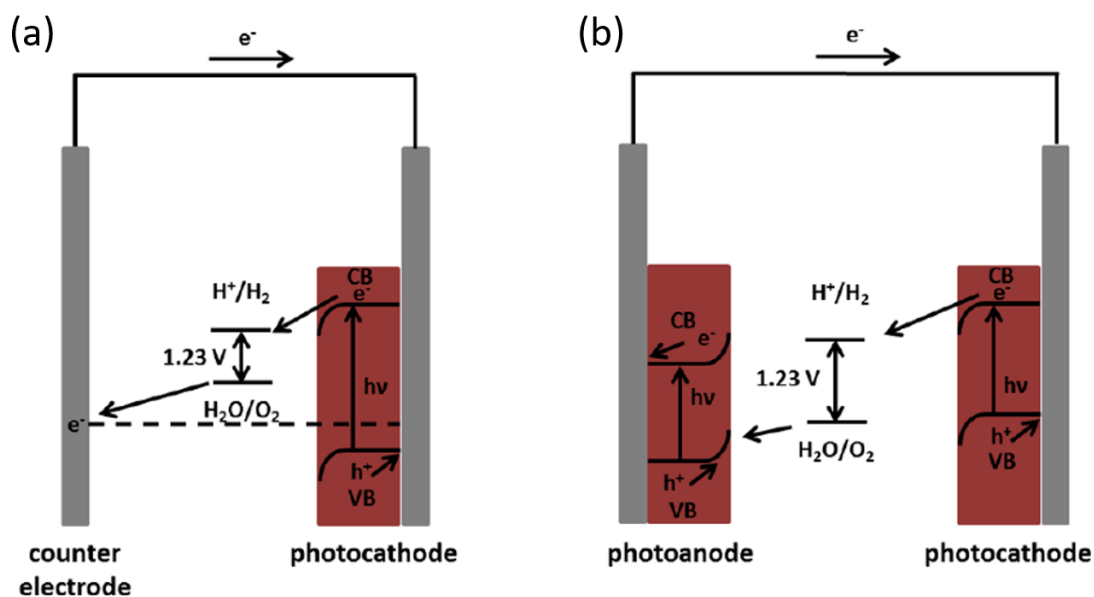 (a)
e⁻
CB
e⁻
H⁺/H₂
1.23 V
hν
H₂O/O₂
e⁻
h⁺
VB
counter
electrode
photocathode
(b)
e⁻
CB
e⁻
H⁺/H₂
CB
e⁻
1.23 V
hν
hν
H₂O/O₂
h⁺
VB
h⁺
VB
photoanode
photocathode